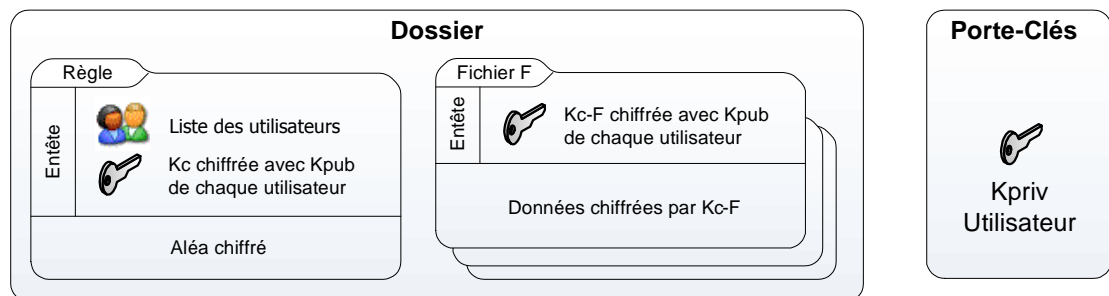 Dossier
Règle
Entête
Liste des utilisateurs
Kc chiffrée avec Kpub
de chaque utilisateur
Aléa chiffré
Fichier F
Entête
Kc-F chiffrée avec Kpub
de chaque utilisateur
Données chiffrées par Kc-F
Porte-Clés
Kpriv
Utilisateur